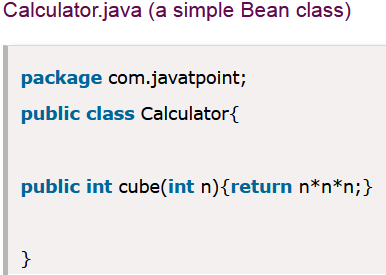 Calculator.java (a simple Bean class)
package com.javatpoint;
public class Calculator{
public int cube(int n){return n*n*n;}
}